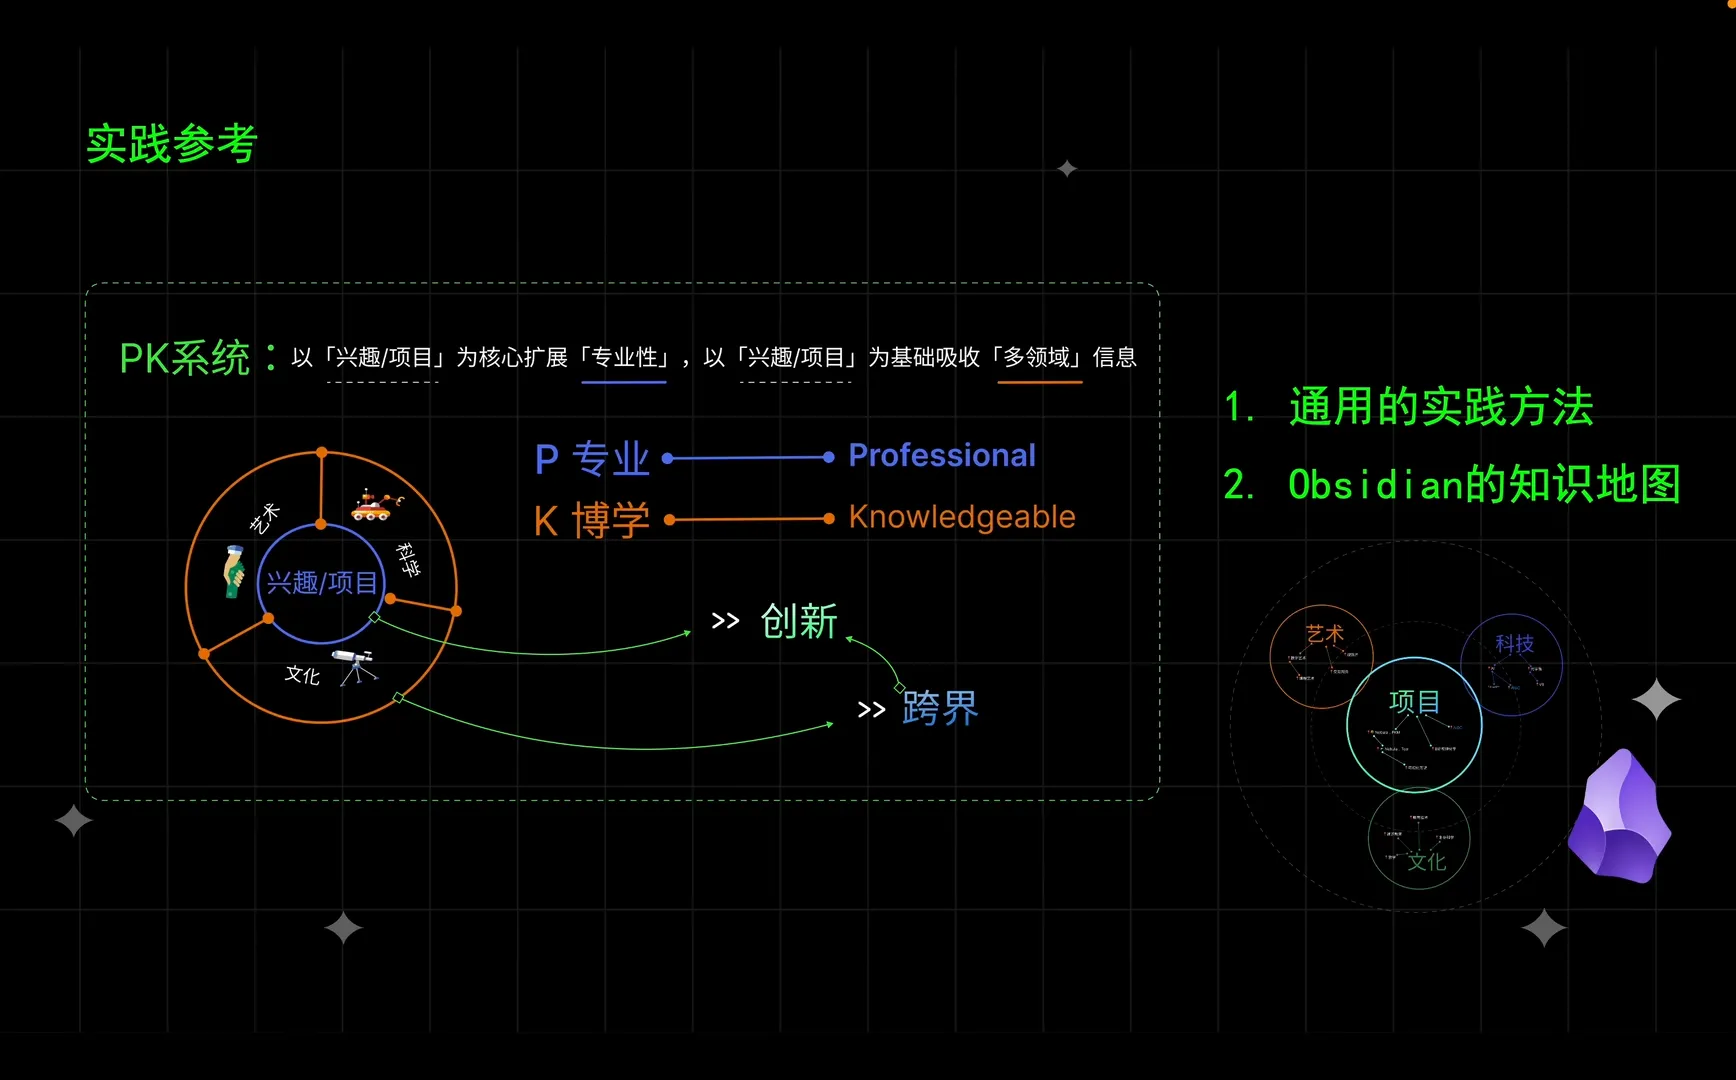 实践参考
PK系统：以「兴趣/项目」为核心扩展「专业性」，以「兴趣/项目」为基础吸收「多领域」信息
P 专业 Professional
K 博学 Knowledgeable
艺术
科学
兴趣/项目
文化
>> 创新
>> 跨界
1. 通用的实践方法
2. Obsidian的知识地图
艺术
科技
项目
文化